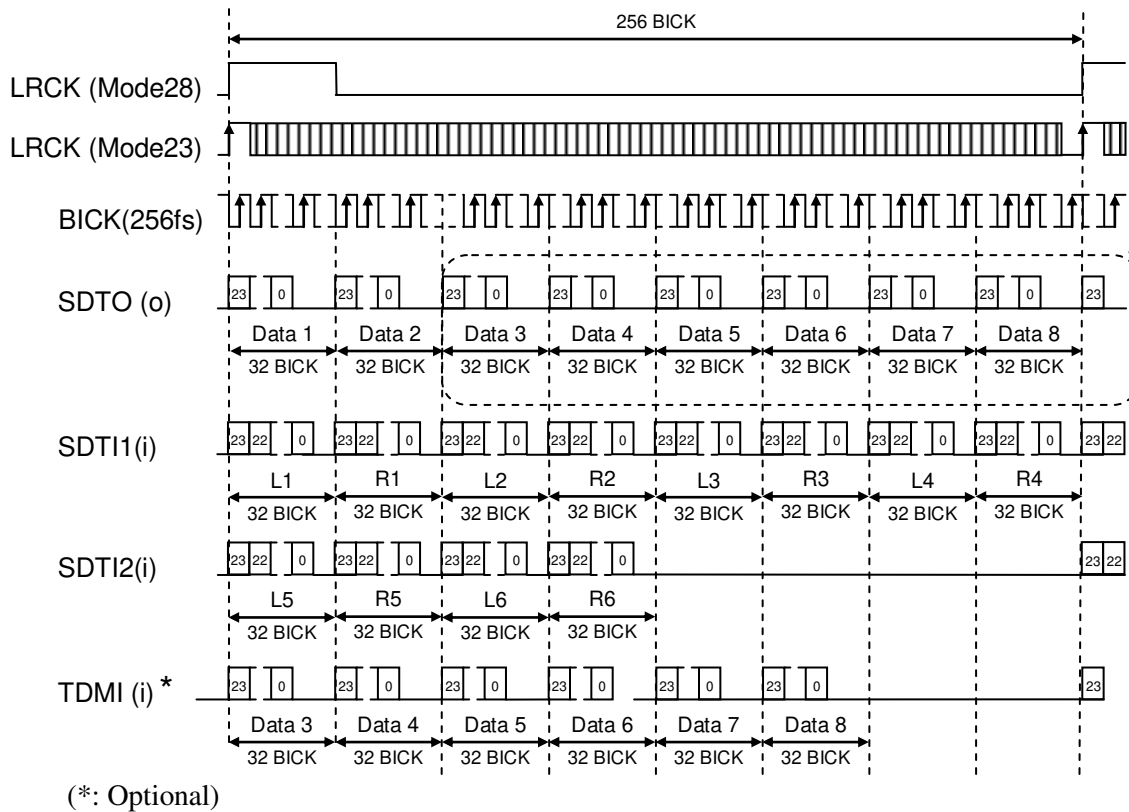 256 BICK
LRCK (Mode28)
LRCK (Mode23)
BICK(256fs)
SDTO (o)
23 0 23 0 23 0 23 0 23 0 23 0 23 0 23 0 23
Data 1 Data 2 Data 3 Data 4 Data 5 Data 6 Data 7 Data 8
32 BICK 32 BICK 32 BICK 32 BICK 32 BICK 32 BICK 32 BICK 32 BICK
SDTI1(i)
23 22 0 23 22 0 23 22 0 23 22 0 23 22 0 23 22 0 23 22 0 23 22 0 23 22
L1 R1 L2 R2 L3 R3 L4 R4
32 BICK 32 BICK 32 BICK 32 BICK 32 BICK 32 BICK 32 BICK 32 BICK
SDTI2(i)
23 22 0 23 22 0 23 22 0 23 22 0 23 22
L5 R5 L6 R6
32 BICK 32 BICK 32 BICK 32 BICK
TDMI (i) *
23 0 23 0 23 0 23 0 23 0 23 0 23
Data 3 Data 4 Data 5 Data 6 Data 7 Data 8
32 BICK 32 BICK 32 BICK 32 BICK 32 BICK 32 BICK
(*: Optional)